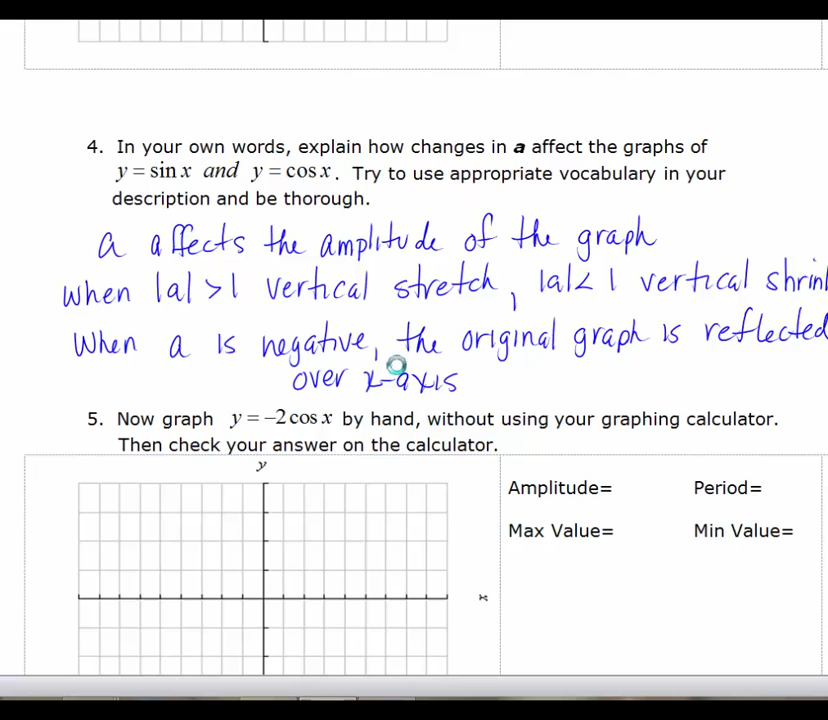 4. In your own words, explain how changes in a affect the graphs of
y = sin x and y = cos x. Try to use appropriate vocabulary in your
description and be thorough.
a affects the amplitude of the graph
when |a| > 1 vertical stretch, |a| < 1 vertical shrink
When a is negative, the original graph is reflected
over x-axis
5. Now graph y = −2 cos x by hand, without using your graphing calculator.
Then check your answer on the calculator.
y
Amplitude= Period=
Max Value= Min Value=
x